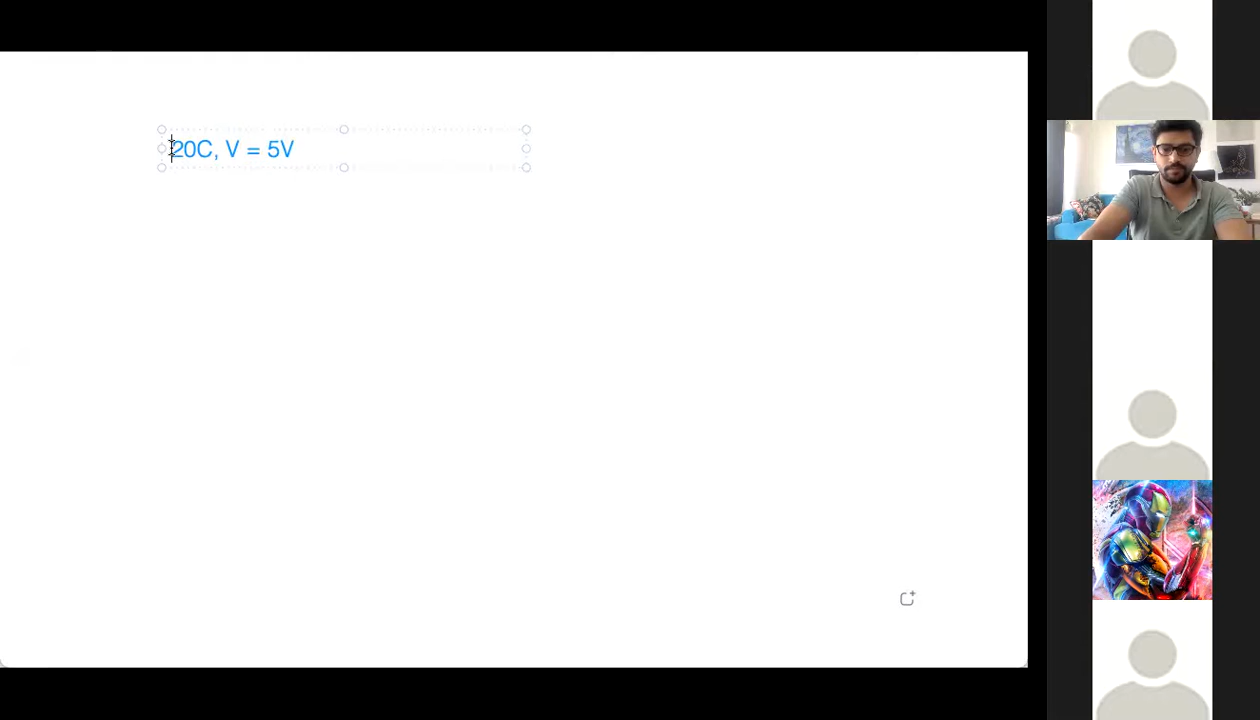 20C, V = 5V